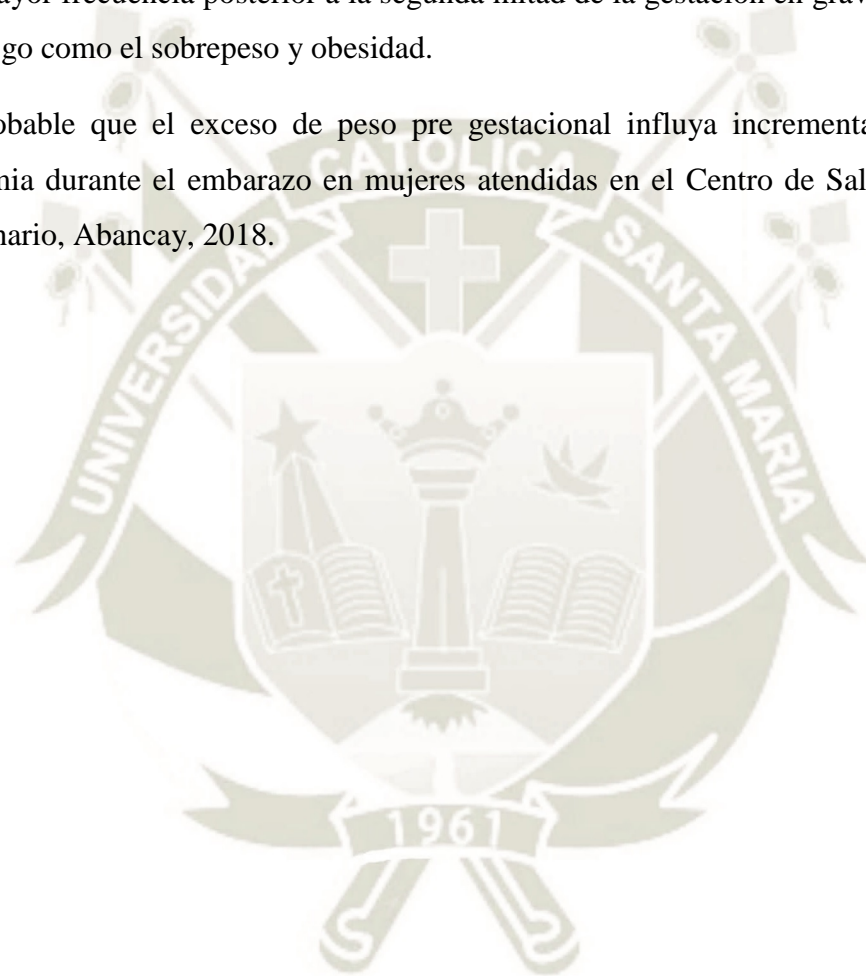 ayor frecuencia posterior a la segunda mitad de la gestación en grav
go como el sobrepeso y obesidad.
obable que el exceso de peso pre gestacional influya incrementa
nia durante el embarazo en mujeres atendidas en el Centro de Sal
nario, Abancay, 2018.
UNIVERSIDAD CATOLICA SANTA MARIA
1961